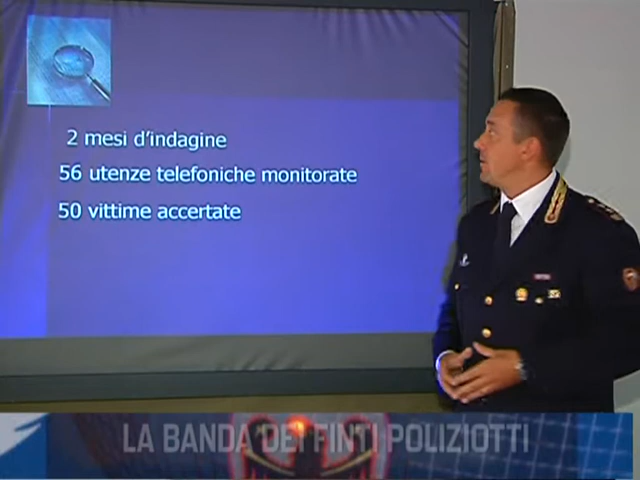 2 mesi d'indagine
56 utenze telefoniche monitorate
50 vittime accertate
LA BANDA DEI FINTI POLIZIOTTI